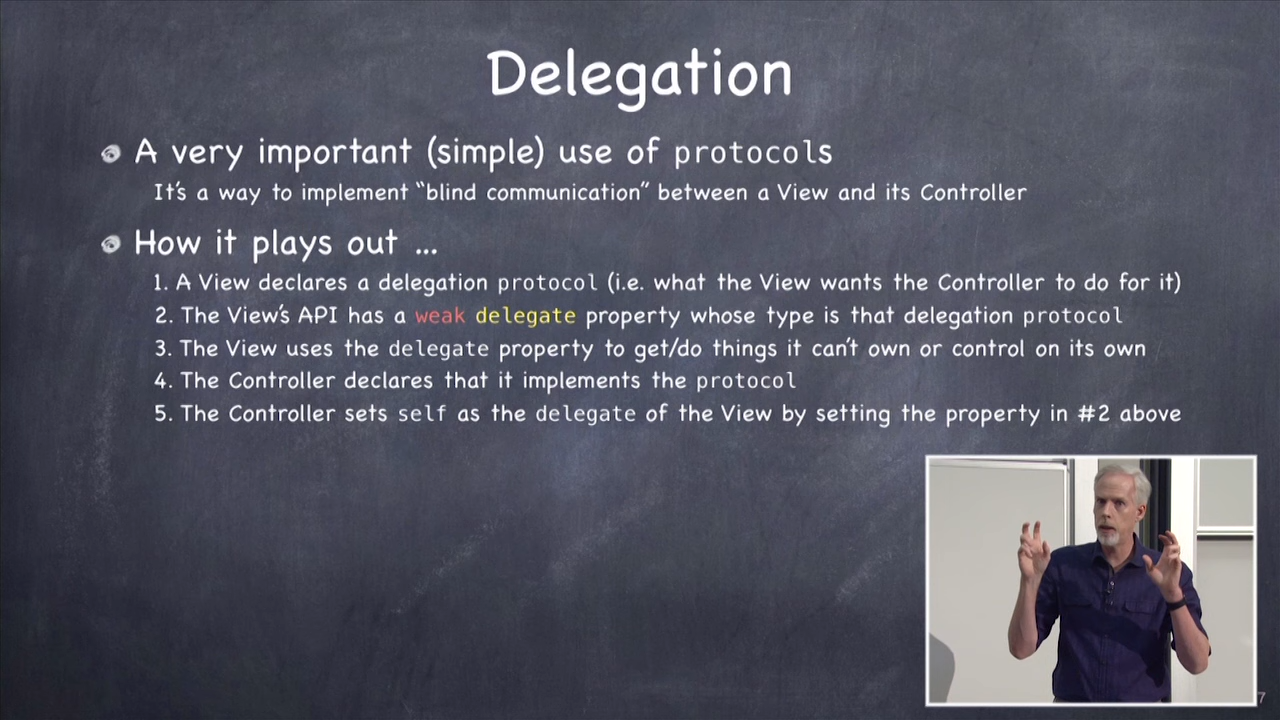 Delegation
A very important (simple) use of protocols
It's a way to implement "blind communication" between a View and its Controller
How it plays out ...
1. A View declares a delegation protocol (i.e. what the View wants the Controller to do for it)
2. The View's API has a weak delegate property whose type is that delegation protocol
3. The View uses the delegate property to get/do things it can't own or control on its own
4. The Controller declares that it implements the protocol
5. The Controller sets self as the delegate of the View by setting the property in #2 above